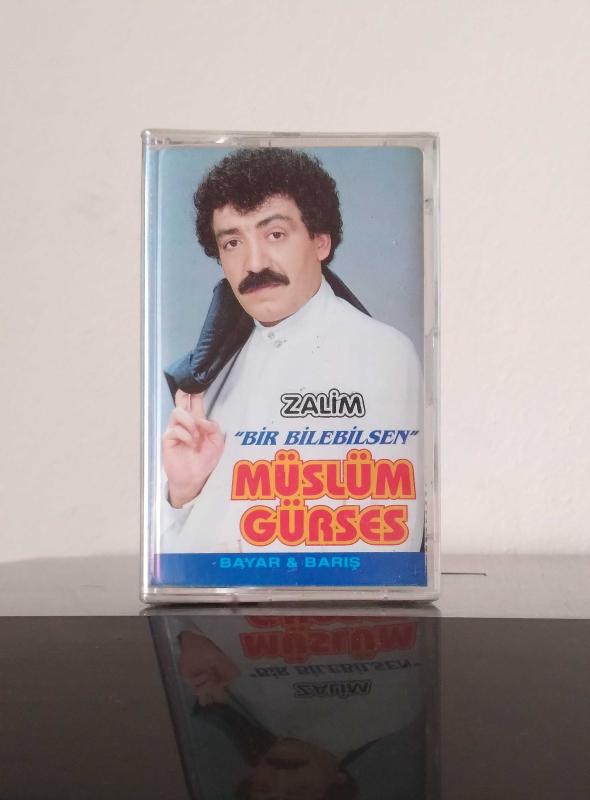 ZALİM
"BİR BİLEBİLSEN"
MÜSLÜM
GÜRSES
BAYAR & BARIŞ